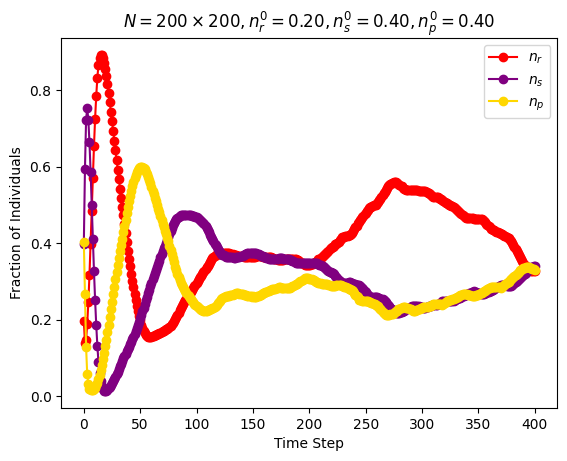 N = 200 × 200, n_r^0 = 0.20, n_s^0 = 0.40, n_p^0 = 0.40
n_r
n_s
n_p
Fraction of Individuals
0.8
0.6
0.4
0.2
0.0
0 50 100 150 200 250 300 350 400
Time Step